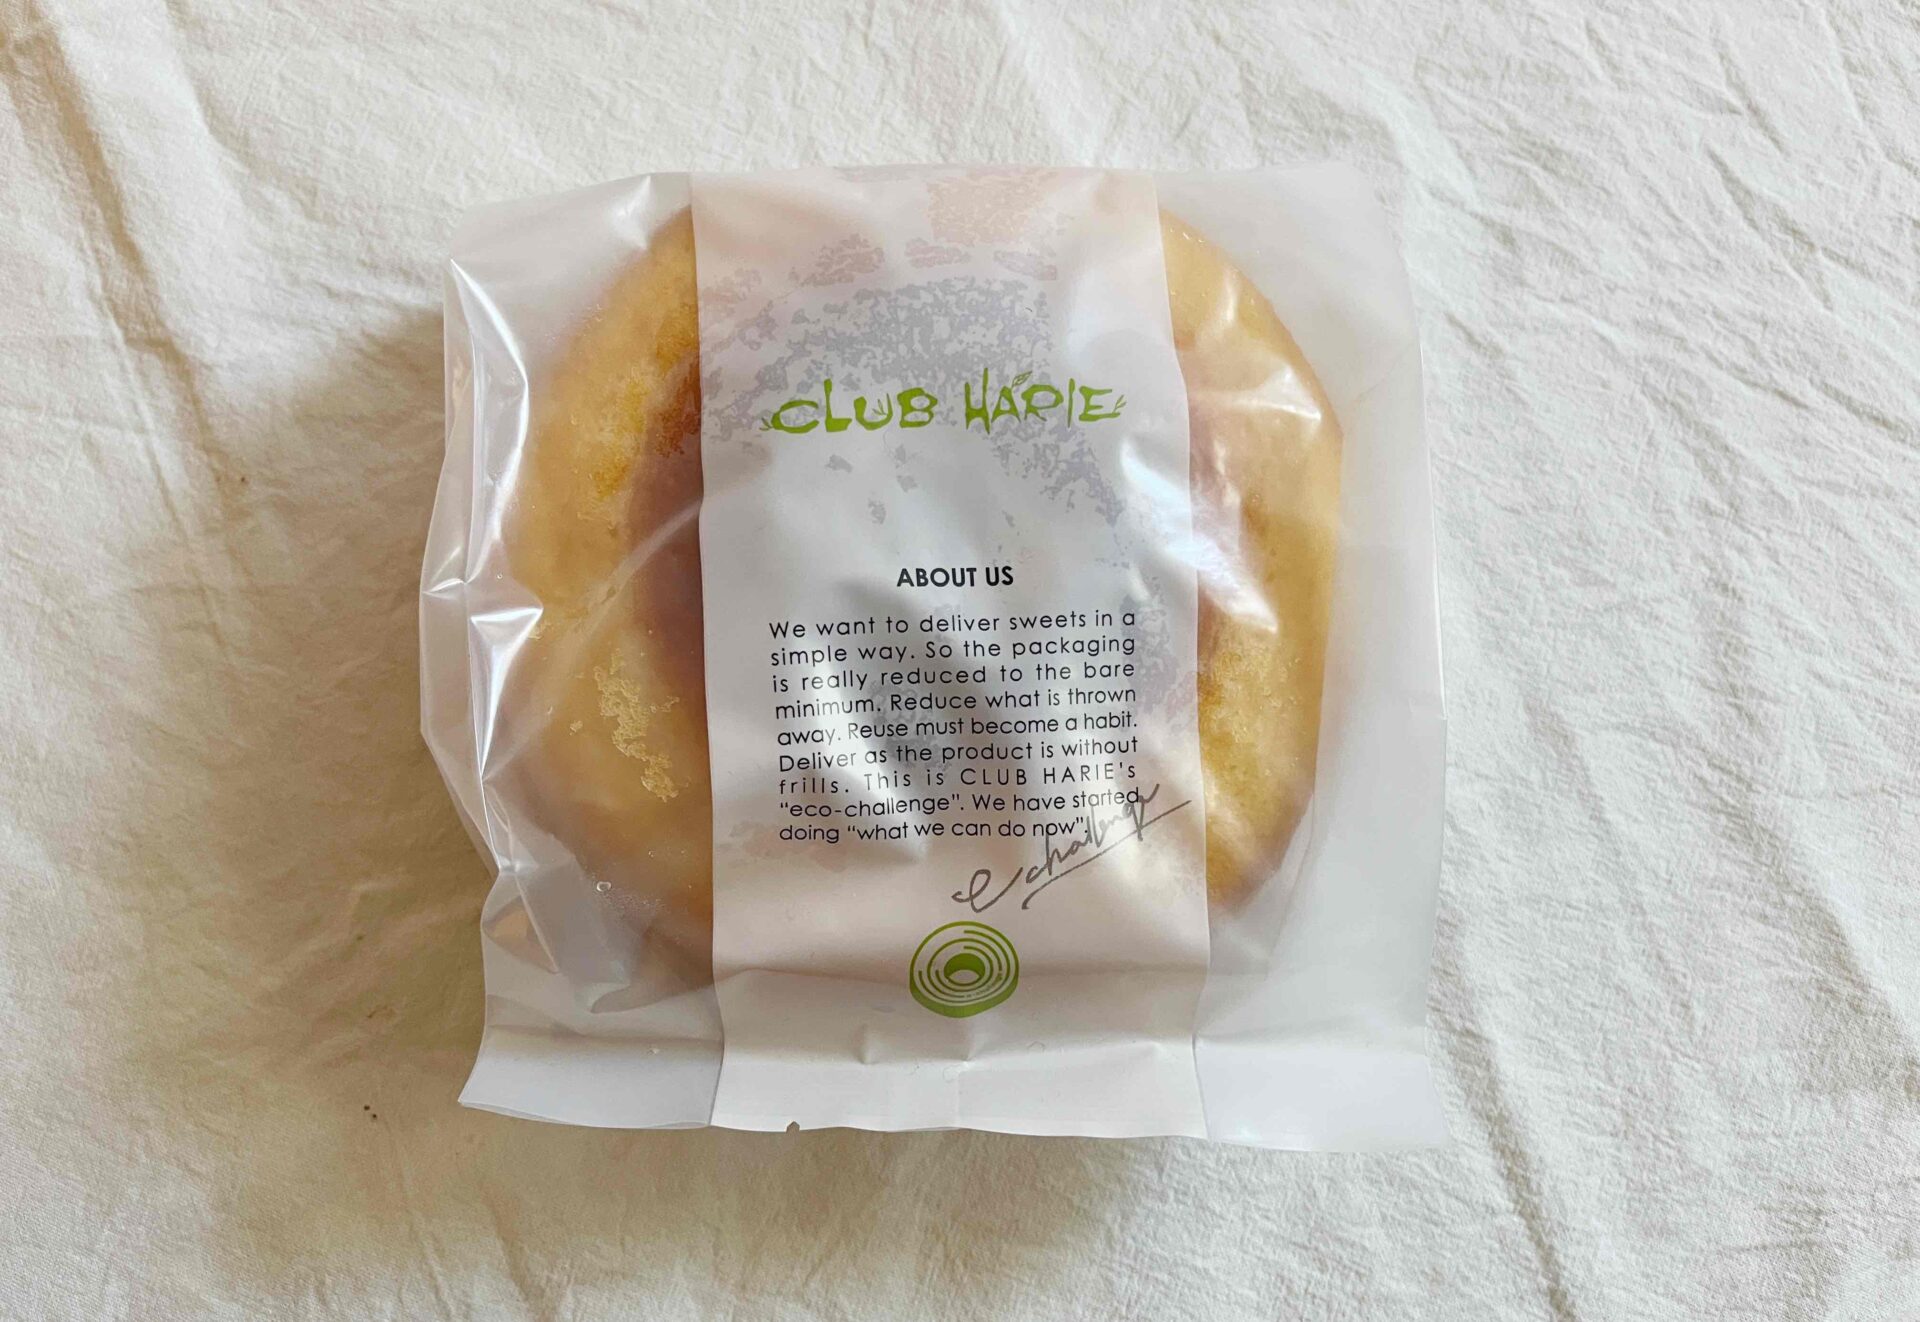 CLUB HARIE
ABOUT US
We want to deliver sweets in a
simple way. So the packaging
is really reduced to the bare
minimum. Reduce what is thrown
away. Reuse must become a habit.
Deliver as the product is without
frills. This is CLUB HARIE's
"eco-challenge". We have started
doing "what we can do now".
e challenge